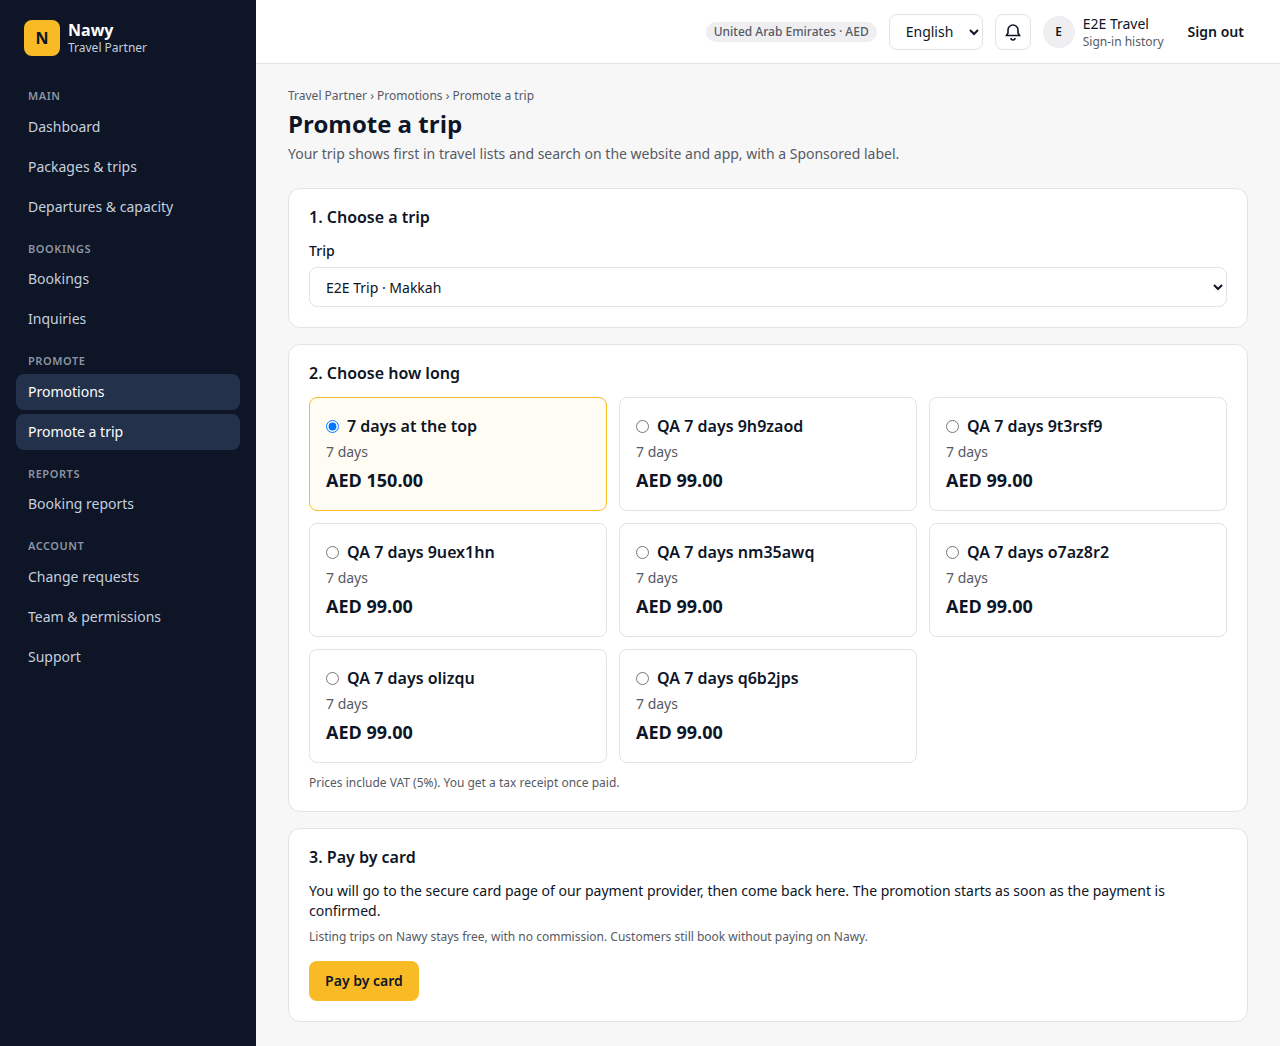 N
Nawy
Travel Partner
MAIN
Dashboard
Packages & trips
Departures & capacity
BOOKINGS
Bookings
Inquiries
PROMOTE
Promotions
Promote a trip
REPORTS
Booking reports
ACCOUNT
Change requests
Team & permissions
Support
United Arab Emirates · AED
English
E
E2E Travel
Sign-in history
Sign out
Travel Partner › Promotions › Promote a trip
Promote a trip
Your trip shows first in travel lists and search on the website and app, with a Sponsored label.
1. Choose a trip
Trip
E2E Trip · Makkah
2. Choose how long
7 days at the top
7 days
AED 150.00
QA 7 days 9h9zaod
7 days
AED 99.00
QA 7 days 9t3rsf9
7 days
AED 99.00
QA 7 days 9uex1hn
7 days
AED 99.00
QA 7 days nm35awq
7 days
AED 99.00
QA 7 days o7az8r2
7 days
AED 99.00
QA 7 days olizqu
7 days
AED 99.00
QA 7 days q6b2jps
7 days
AED 99.00
Prices include VAT (5%). You get a tax receipt once paid.
3. Pay by card
You will go to the secure card page of our payment provider, then come back here. The promotion starts as soon as the payment is
confirmed.
Listing trips on Nawy stays free, with no commission. Customers still book without paying on Nawy.
Pay by card